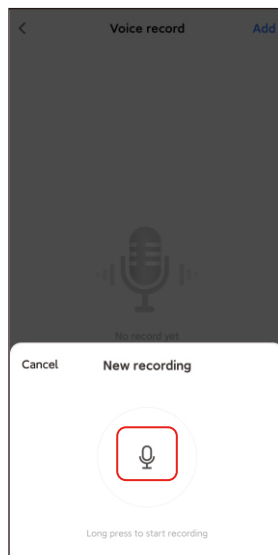 Voice record Add
No record yet
Cancel New recording
Long press to start recording